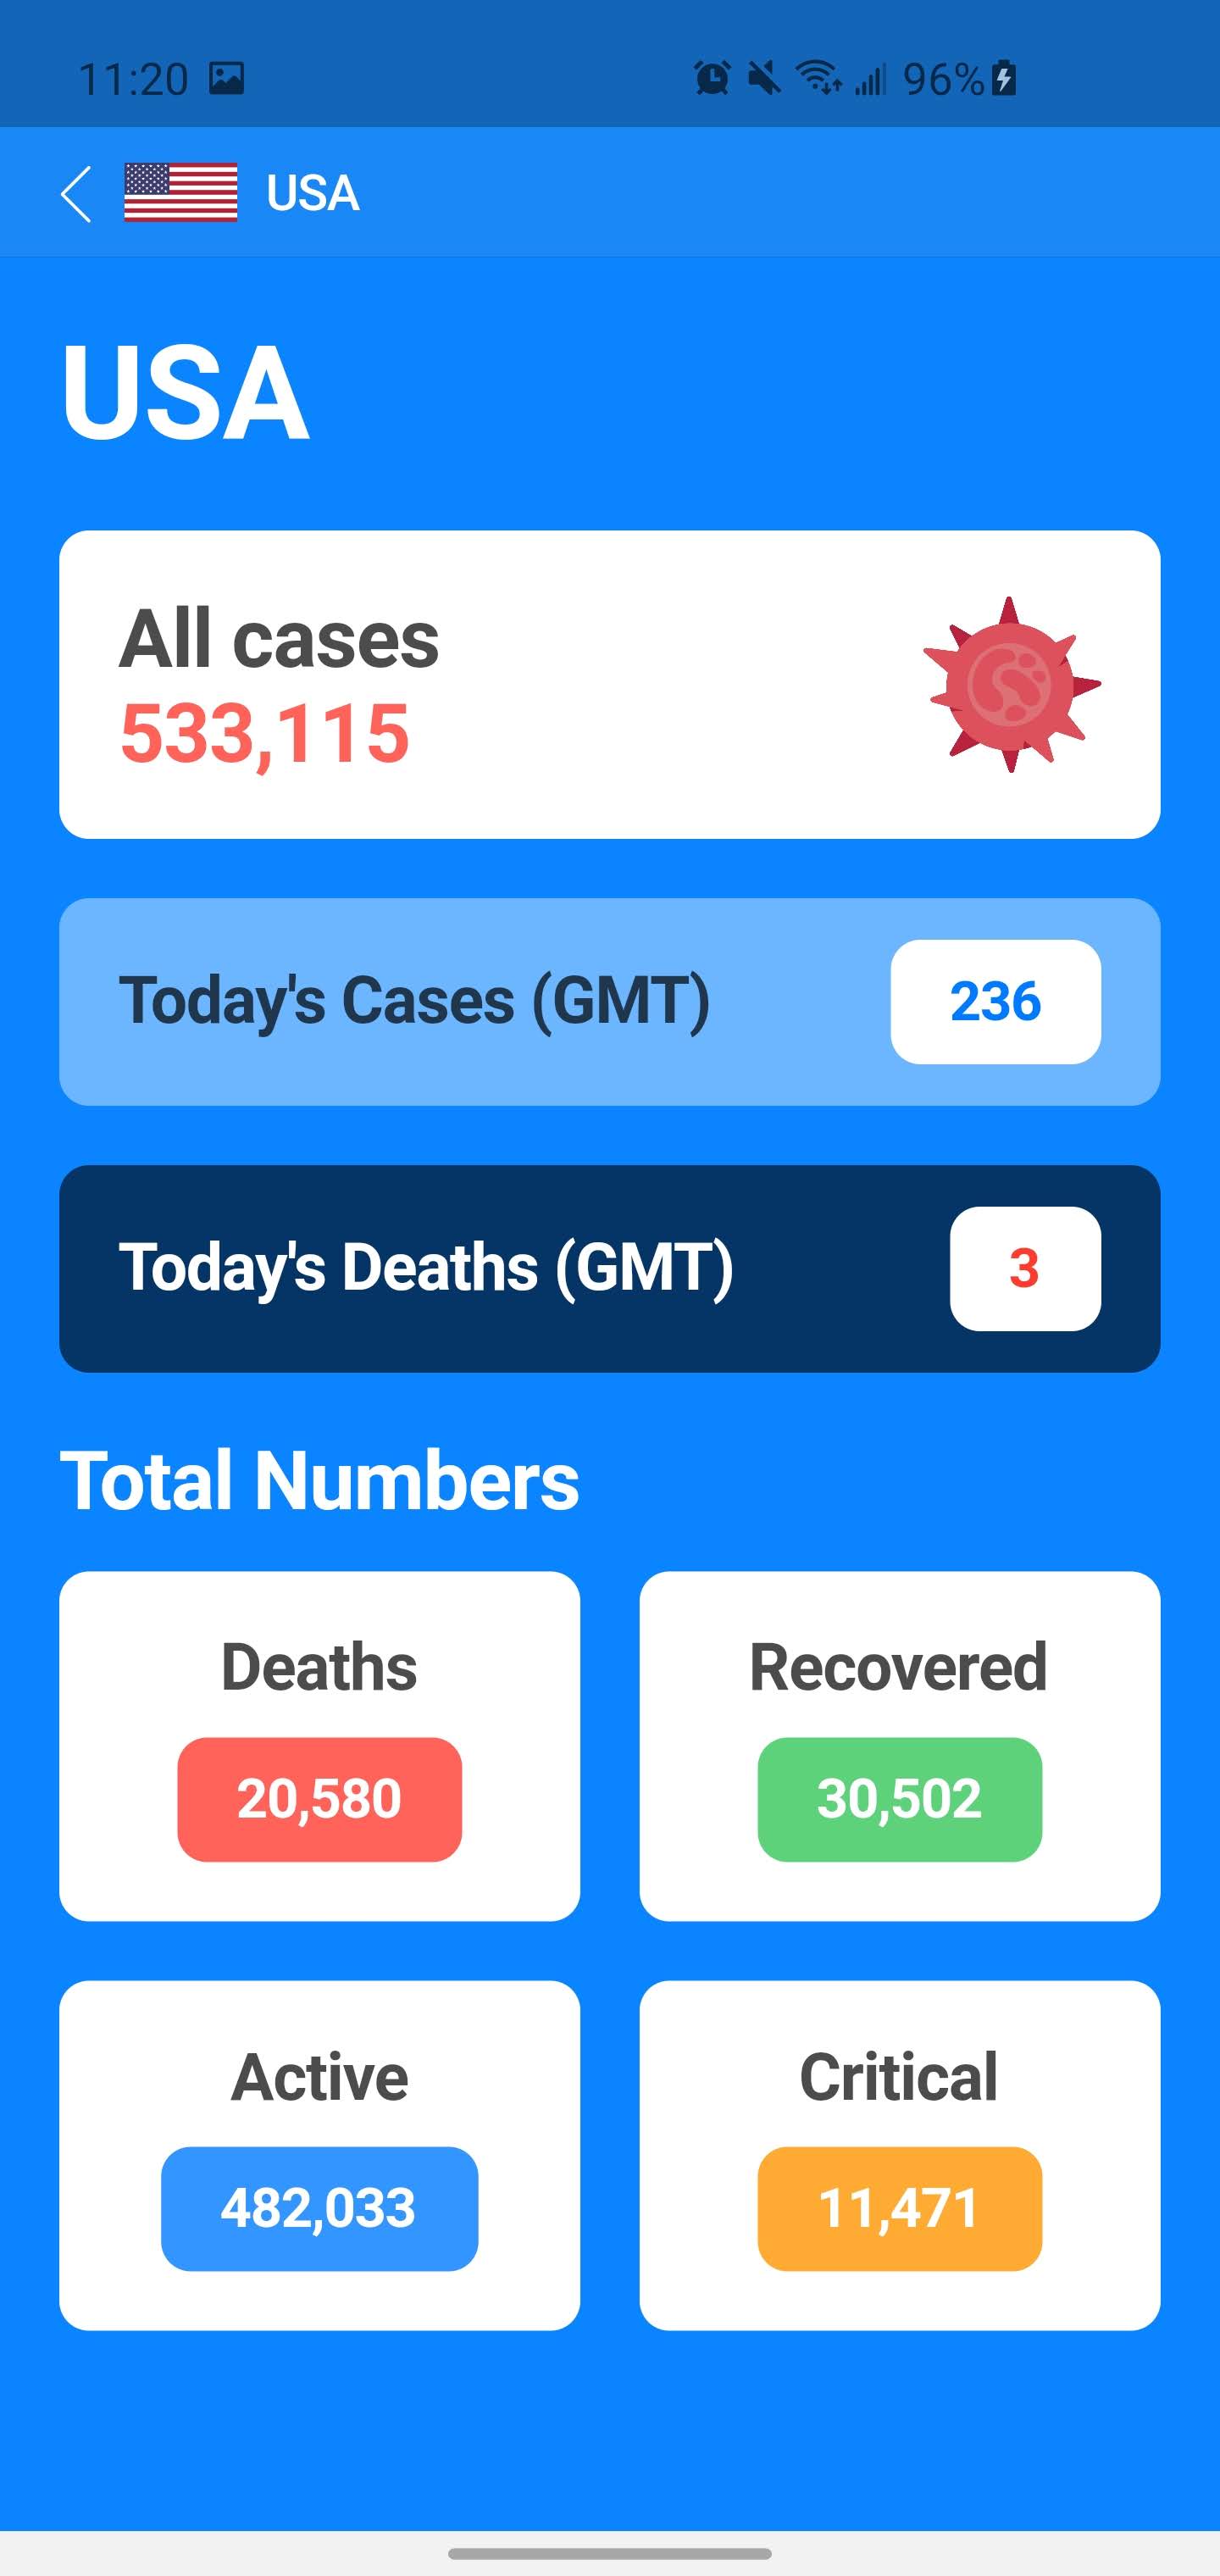 11:20 96%
USA
USA
All cases
533,115
Today's Cases (GMT) 236
Today's Deaths (GMT) 3
Total Numbers
Deaths Recovered
20,580 30,502
Active Critical
482,033 11,471